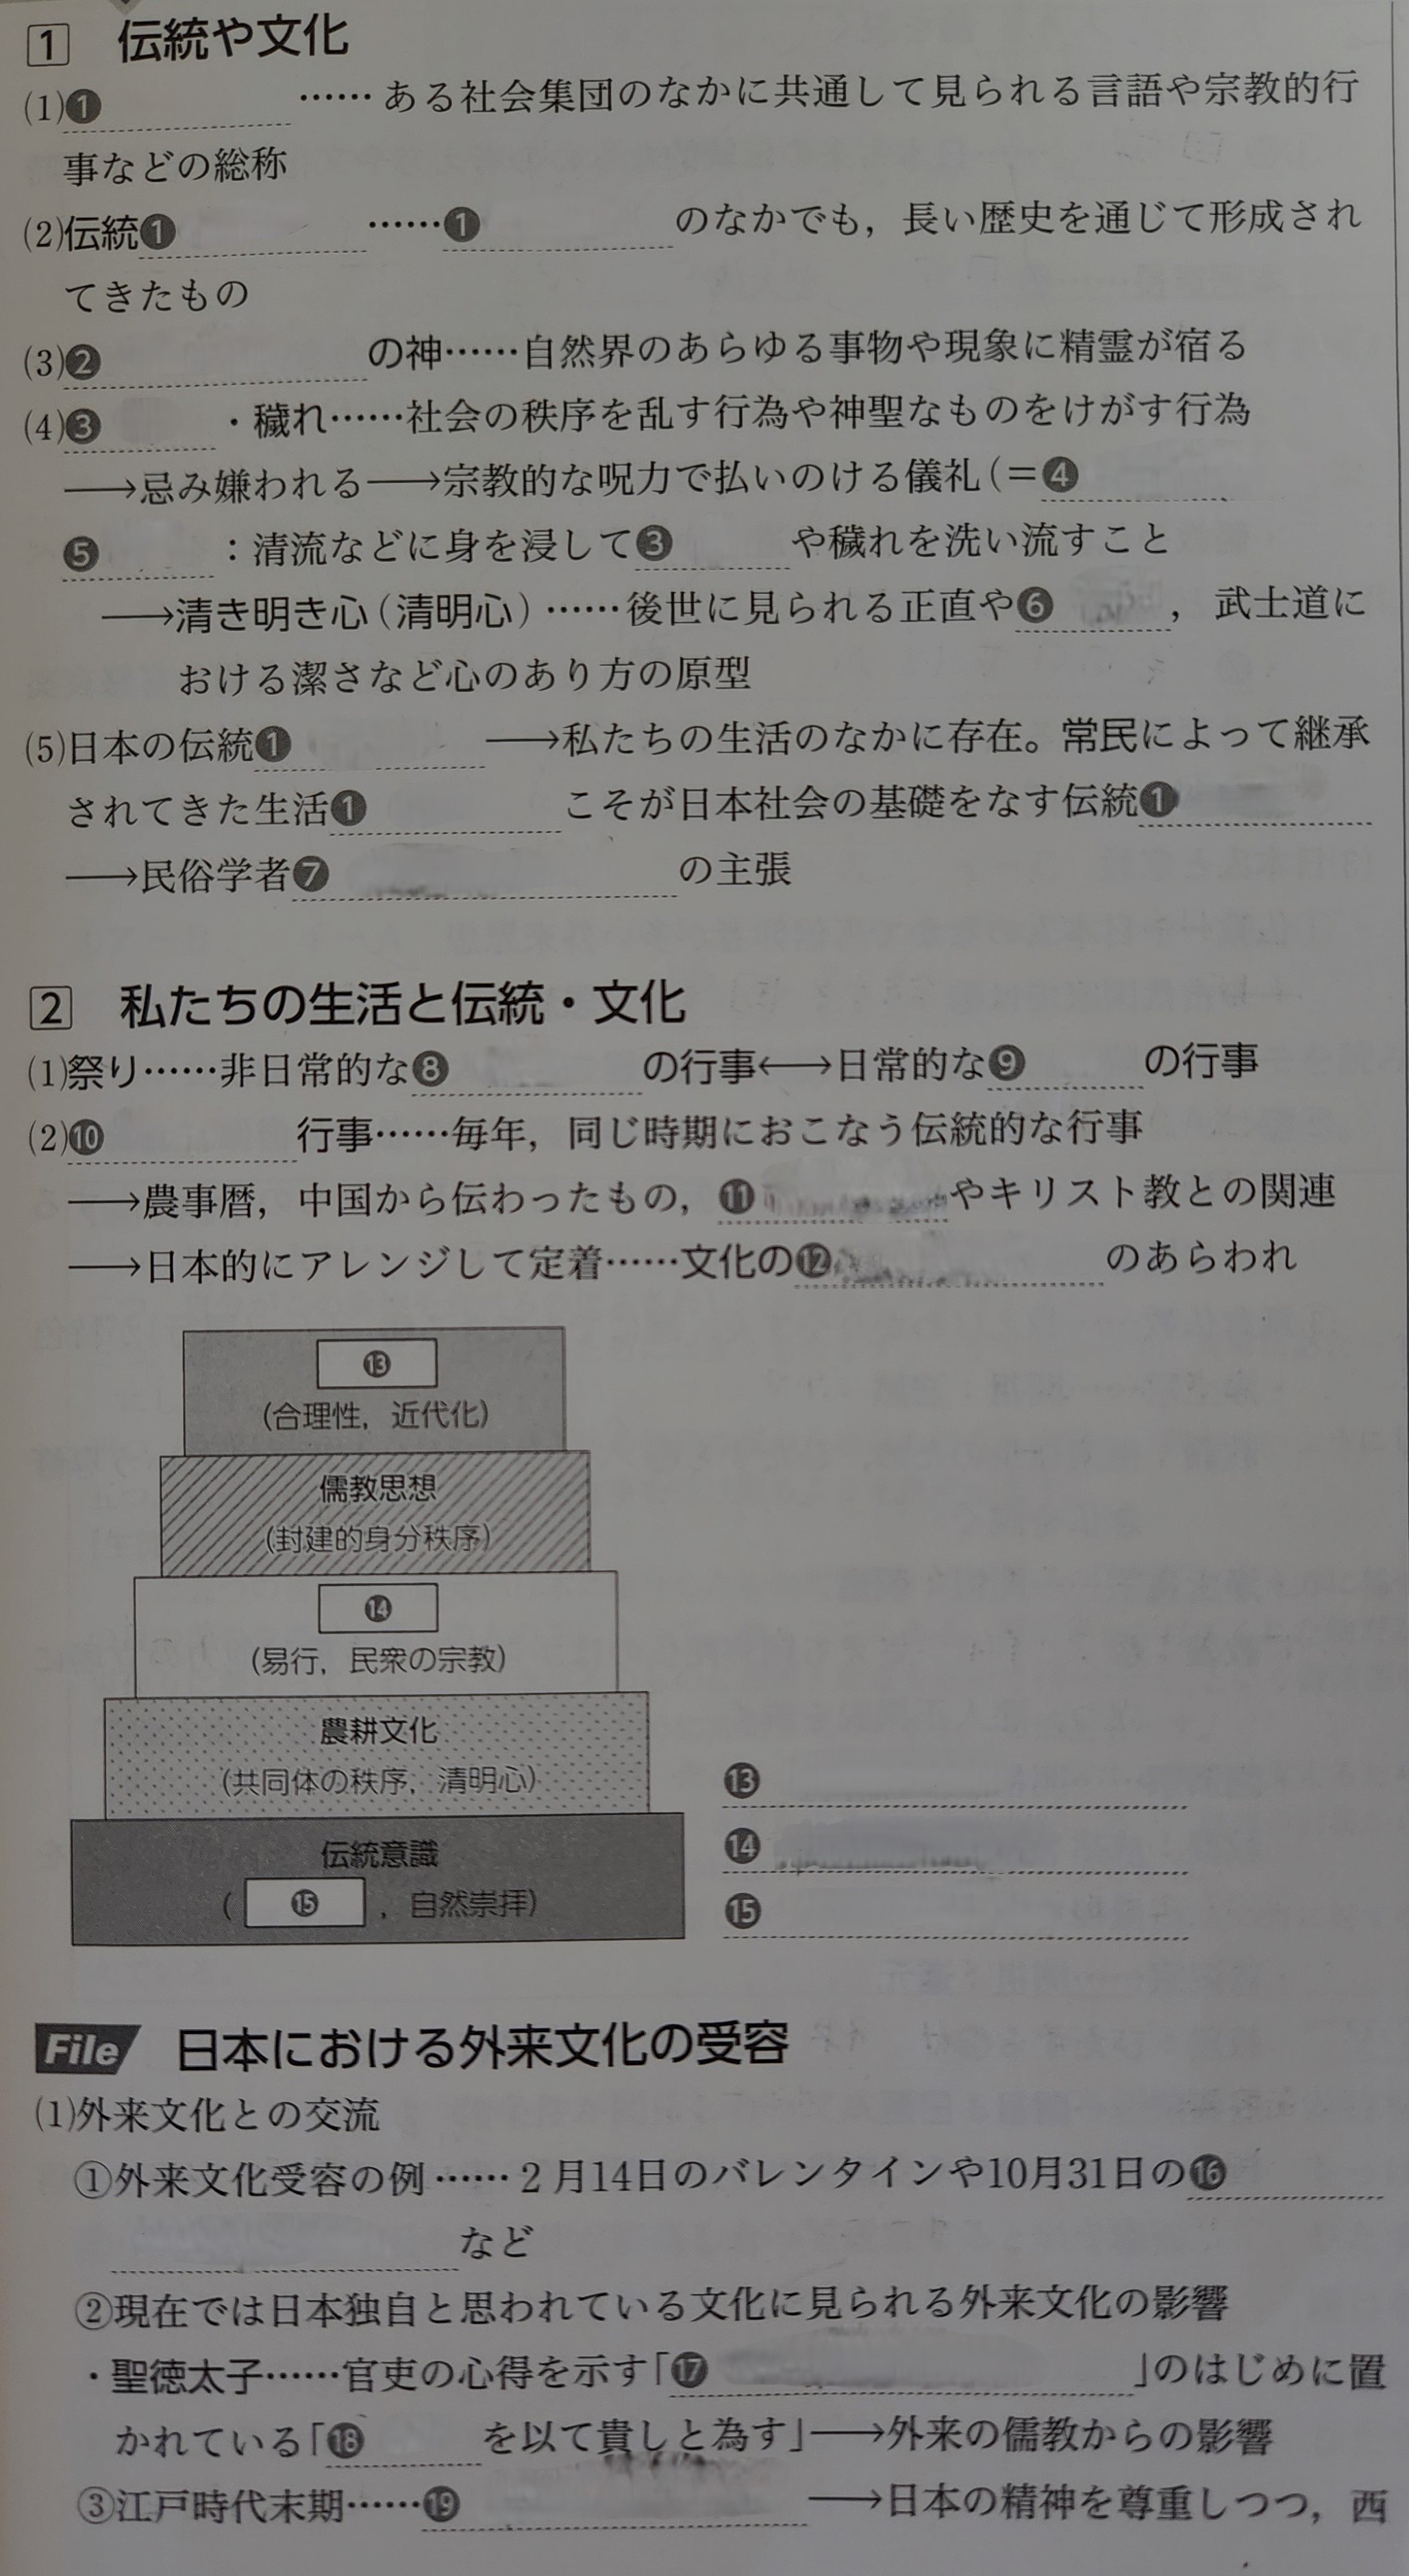 1 伝統や文化
(1)❶ ……ある社会集団のなかに共通して見られる言語や宗教的行
事などの総称
(2)伝統❶ ……❶ のなかでも，長い歴史を通じて形成され
てきたもの
(3)❷ の神……自然界のあらゆる事物や現象に精霊が宿る
(4)❸ ・穢れ……社会の秩序を乱す行為や神聖なものをけがす行為
→忌み嫌われる→宗教的な呪力で払いのける儀礼(＝❹
❺ ：清流などに身を浸して❸ や穢れを洗い流すこと
→清き明き心(清明心)……後世に見られる正直や❻ ，武士道に
おける潔さなど心のあり方の原型
(5)日本の伝統❶ →私たちの生活のなかに存在。常民によって継承
されてきた生活❶ こそが日本社会の基礎をなす伝統❶
→民俗学者❼ の主張
2 私たちの生活と伝統・文化
(1)祭り……非日常的な❽ の行事←→日常的な❾ の行事
(2)❿ 行事……毎年，同じ時期におこなう伝統的な行事
→農事暦，中国から伝わったもの，⓫ やキリスト教との関連
→日本的にアレンジして定着……文化の⓬ のあらわれ
⓭
(合理性，近代化)
儒教思想
(封建的身分秩序)
⓮
(易行，民衆の宗教)
農耕文化
(共同体の秩序，清明心)
伝統意識
( ⓯ ，自然崇拝)
⓭
⓮
⓯
File 日本における外来文化の受容
(1)外来文化との交流
①外来文化受容の例……2月14日のバレンタインや10月31日の⓰
など
②現在では日本独自と思われている文化に見られる外来文化の影響
・聖徳太子……官吏の心得を示す「⓱ 」のはじめに置
かれている「⓲ を以て貴しと為す」→外来の儒教からの影響
③江戸時代末期……⓳ →日本の精神を尊重しつつ，西